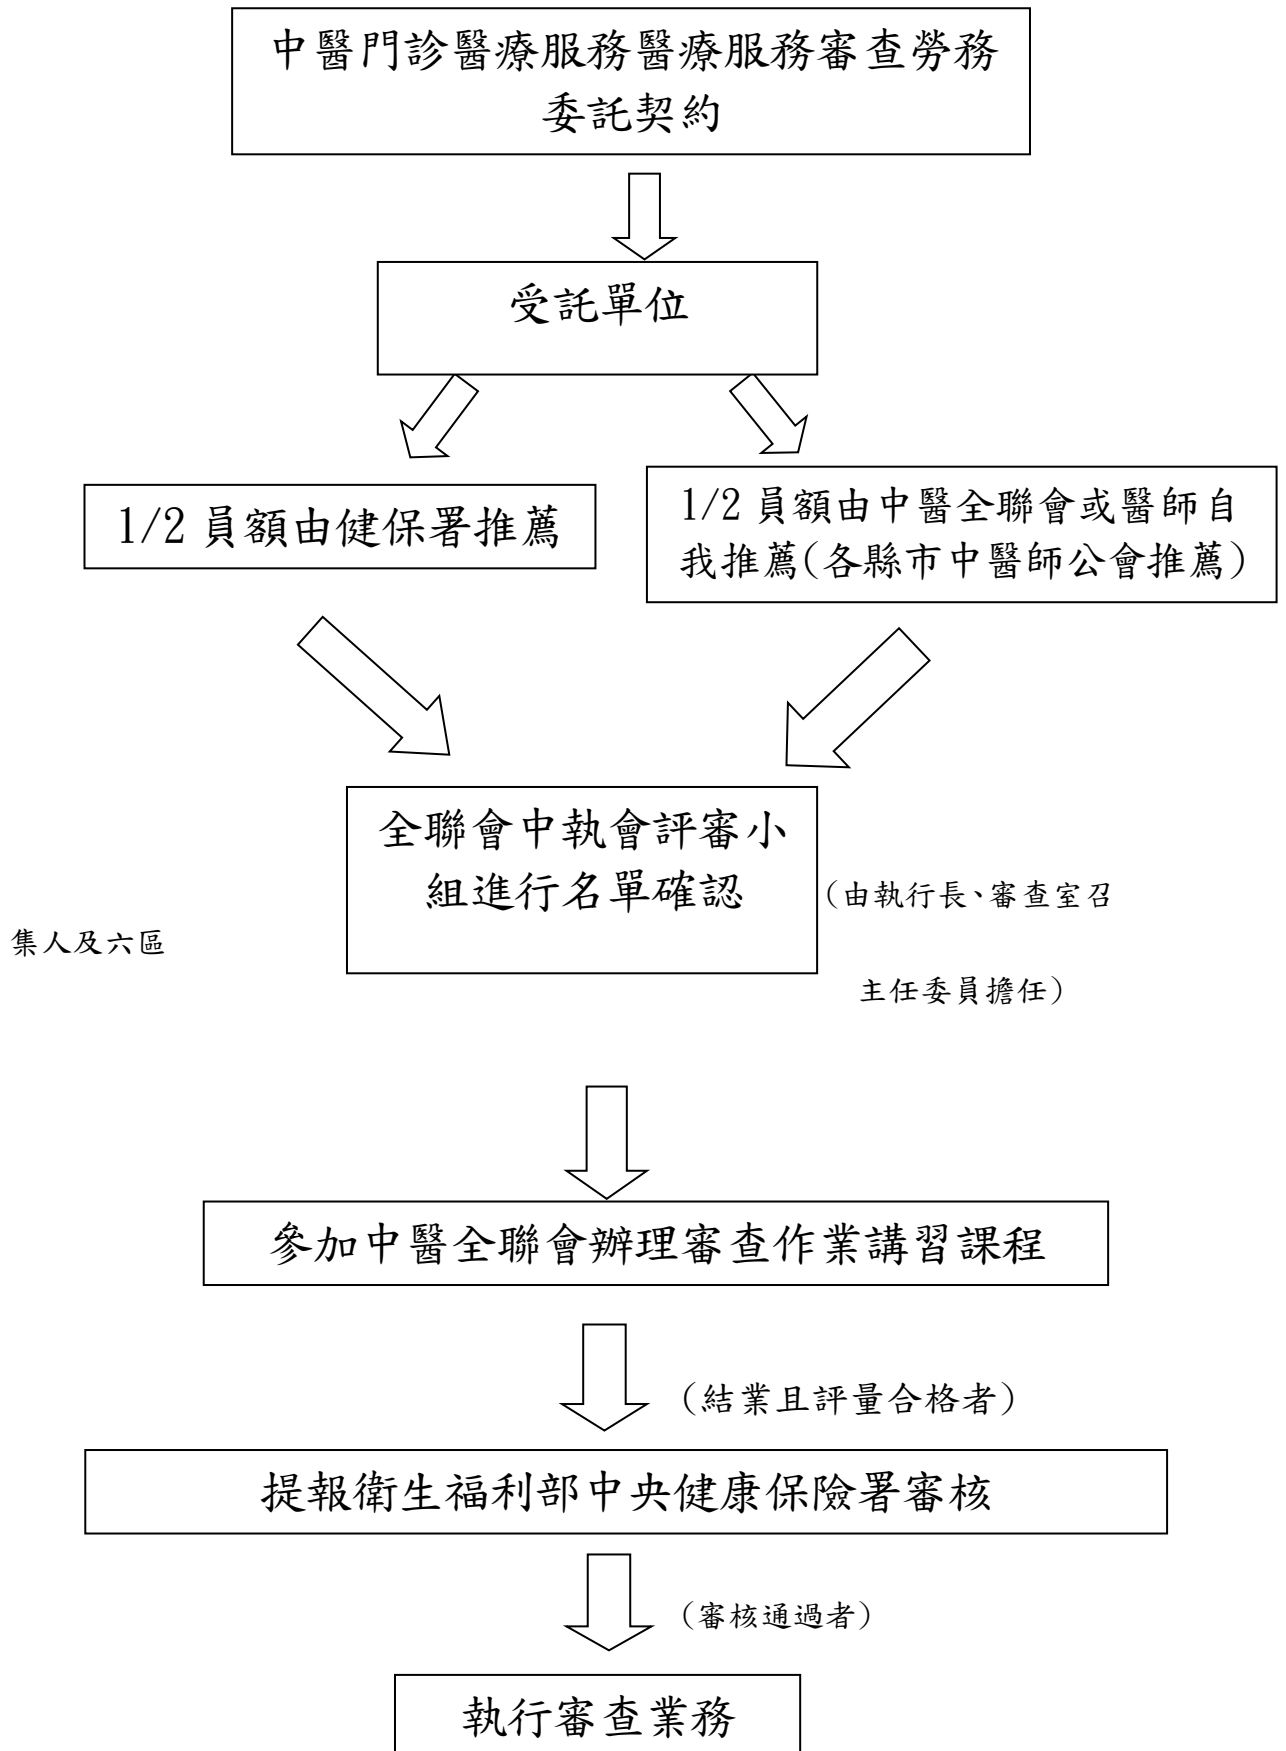 中醫門診醫療服務醫療服務審查勞務
委託契約
受託單位
1/2 員額由健保署推薦
1/2 員額由中醫全聯會或醫師自
我推薦(各縣市中醫師公會推薦)
全聯會中執會評審小
組進行名單確認
(由執行長、審查室召
集人及六區
主任委員擔任)
參加中醫全聯會辦理審查作業講習課程
(結業且評量合格者)
提報衛生福利部中央健康保險署審核
(審核通過者)
執行審查業務